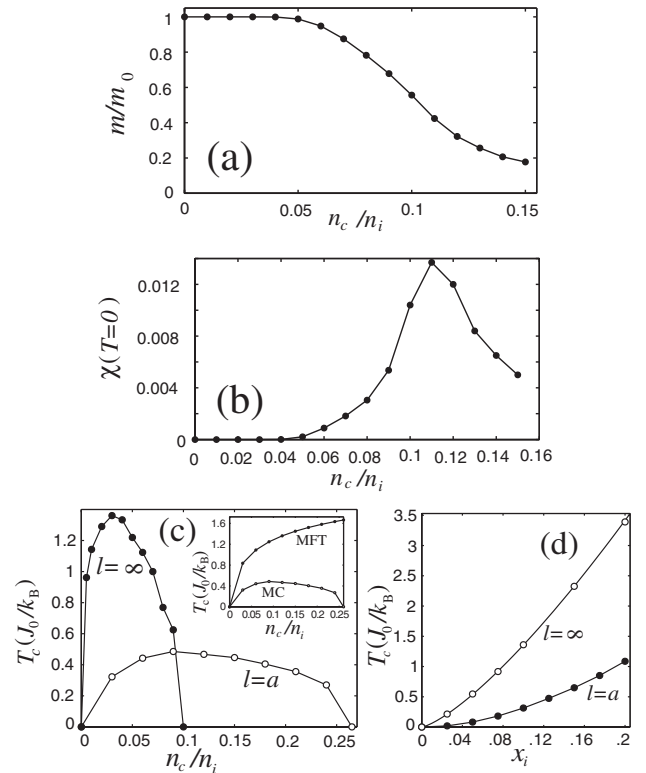 1
0.8
0.6
0.4
0.2
1
m/m0
(a)
0 0.05 0.1 0.15
nc/ni
0.012
0.008
0.004
0
χ(T=0)
(b)
0 0.02 0.04 0.06 0.08 0.1 0.12 0.14 0.16
nc/ni
1.2
1
0.8
0.6
0.4
0.2
0
Tc(J0/kB)
(c)
l=∞
l=a
0 0.05 0.10 0.15 0.20 0.25
nc/ni
1.6
1.2
0.8
0.4
0
Tc(J0/kB)
MFT
MC
0 0.05 0.1 0.15 0.20 0.26
nc/ni
3.5
3
2.5
2
1.5
1
0.5
0
Tc(J0/kB)
(d)
l=∞
l=a
0 .04 .08 .12 .16 .2
xi